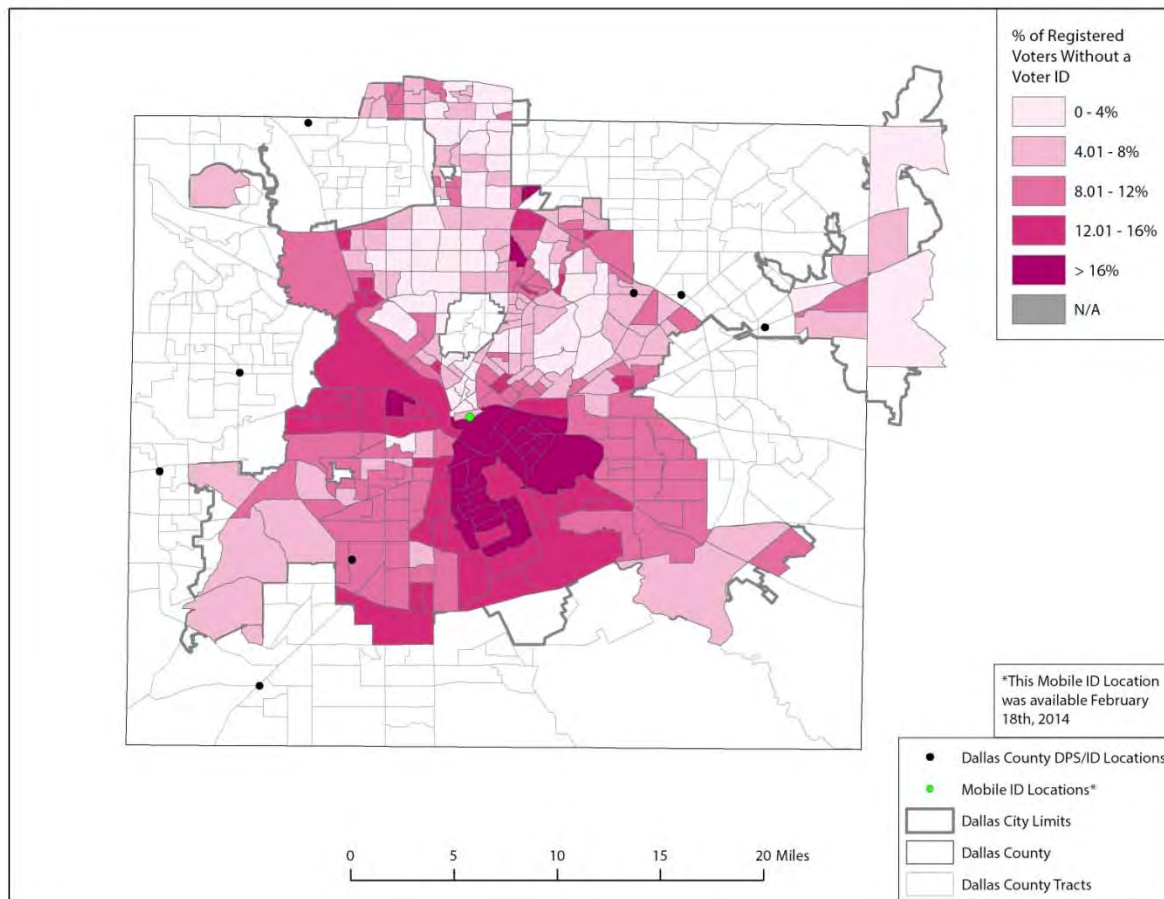 % of Registered
Voters Without a
Voter ID
0 - 4%
4.01 - 8%
8.01 - 12%
12.01 - 16%
> 16%
N/A
*This Mobile ID Location
was available February
18th, 2014
Dallas County DPS/ID Locations
Mobile ID Locations*
Dallas City Limits
Dallas County
Dallas County Tracts
0 5 10 15 20 Miles